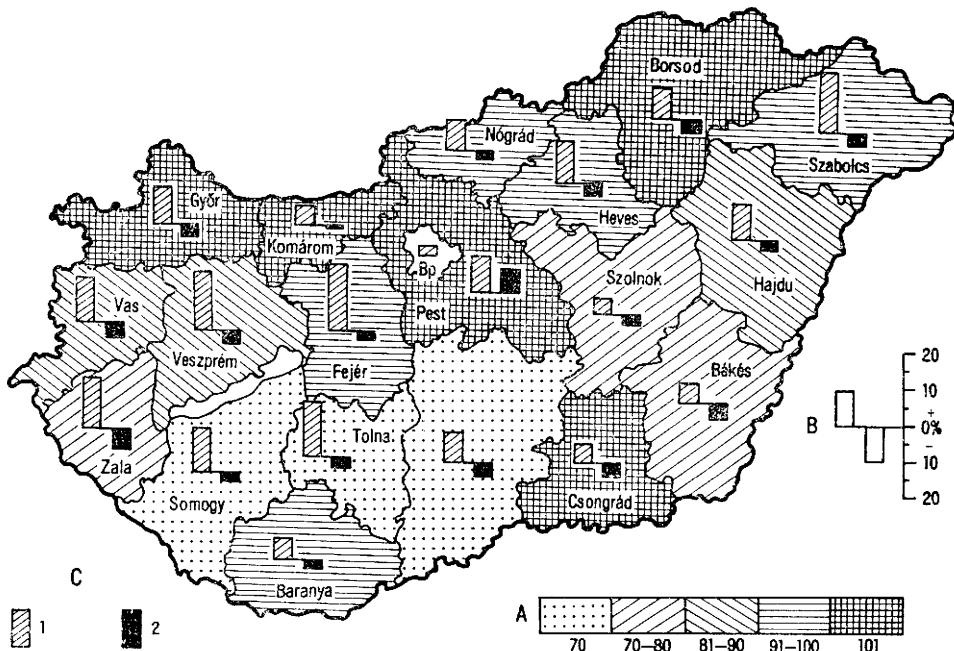 Borsod
Nógrád
Szabolcs
Győr
Heves
Komárom
Bp
Szolnok
Hajdu
Vas
Pest
Veszprém
Fejér
Békés
20
10
+
B 0%
–
10
20
Tolna
Zala
Somogy
Csongrád
Baranya
C
1 2
A
70 70–80 81–90 91–100 101